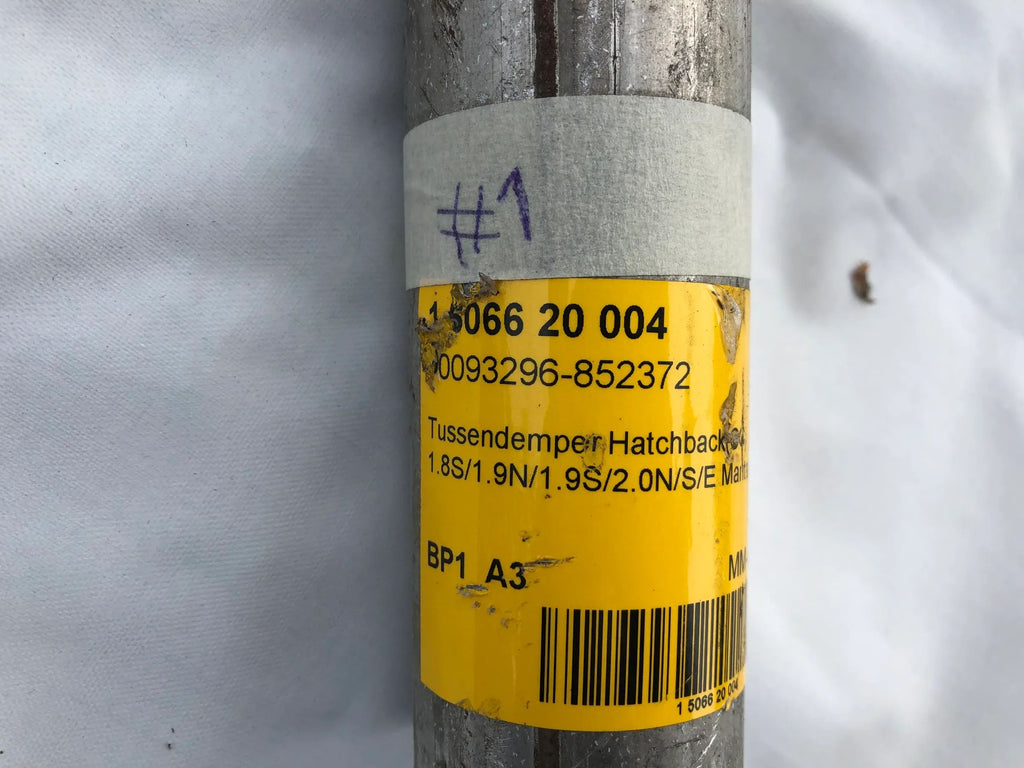 #1
1 5066 20 004
90093296-852372
Tussendemper Hatchback
1.8S/1.9N/1.9S/2.0N/S/E
BP1 A3
1 5066 20 004